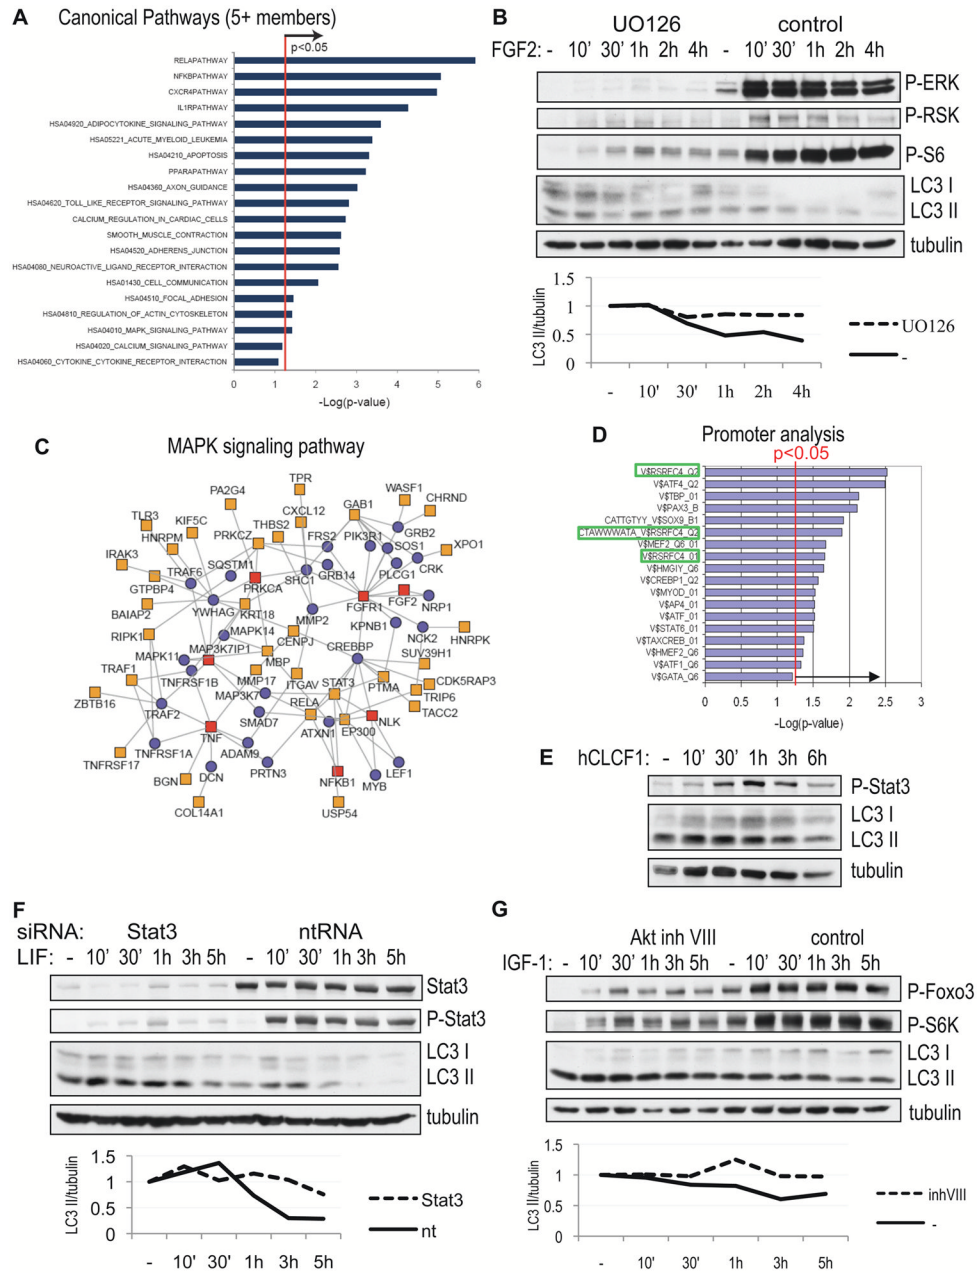 A
Canonical Pathways (5+ members)
p<0.05
RELAPATHWAY
NFKBPATHWAY
CXCR4PATHWAY
IL1RPATHWAY
HSA04920_ADIPOCYTOKINE_SIGNALING_PATHWAY
HSA05221_ACUTE_MYELOID_LEUKEMIA
HSA04210_APOPTOSIS
PPARAPATHWAY
HSA04360_AXON_GUIDANCE
HSA04620_TOLL_LIKE_RECEPTOR_SIGNALING_PATHWAY
CALCIUM_REGULATION_IN_CARDIAC_CELLS
SMOOTH_MUSCLE_CONTRACTION
HSA04520_ADHERENS_JUNCTION
HSA04080_NEUROACTIVE_LIGAND_RECEPTOR_INTERACTION
HSA01430_CELL_COMMUNICATION
HSA04510_FOCAL_ADHESION
HSA04810_REGULATION_OF_ACTIN_CYTOSKELETON
HSA04010_MAPK_SIGNALING_PATHWAY
HSA04020_CALCIUM_SIGNALING_PATHWAY
HSA04060_CYTOKINE_CYTOKINE_RECEPTOR_INTERACTION
0 1 2 3 4 5 6
-Log(p-value)
B
UO126 control
FGF2: - 10' 30' 1h 2h 4h - 10' 30' 1h 2h 4h
P-ERK
P-RSK
P-S6
LC3 I
LC3 II
tubulin
LC3 II/tubulin
1.5
1
0.5
0
- 10' 30' 1h 2h 4h
UO126
-
C
MAPK signaling pathway
TPR
WASF1
PA2G4
CXCL12
GAB1
CHRND
TLR3
KIF5C
THBS2
GRB2
HNRPM
PRKCZ
FRS2
PIK3R1
SOS1
XPO1
IRAK3
SQSTM1
TRAF6
SHC1
GRB14
PLCG1
CRK
GTPBP4
PRKCA
FGFR1
FGF2
NRP1
YWHAG
BAIAP2
KRT18
MMP2
KPNB1
RIPK1
MAPK14
CENPJ
NCK2
HNRPK
MAPK11
MAP3K7IP1
CREBBP
SUV39H1
TRAF1
MBP
TNFRSF1B
MMP17
ITGAV
STAT3
PTMA
CDK5RAP3
MAP3K7
RELA
TRIP6
ZBTB16
TRAF2
SMAD7
NLK
TACC2
TNF
ATXN1
EP300
TNFRSF1A
ADAM9
TNFRSF17
PRTN3
LEF1
BGN
DCN
NFKB1
MYB
COL14A1
USP54
D
Promoter analysis
p<0.05
V$RSRFC4_Q2
V$ATF4_Q2
V$TBP_01
V$PAX3_B
CATTGTYY_V$SOX9_B1
CTAWWWATA_V$RSRFC4_Q2
V$MEF2_Q6_01
V$RSRFC4_01
V$HMGIY_Q6
V$CREBP1_Q2
V$MYOD_01
V$AP4_01
V$ATF_01
V$STAT6_01
V$TAXCREB_01
V$HMEF2_Q6
V$ATF1_Q6
V$GATA_Q6
0 0.5 1 1.5 2 2.5 3
-Log(p-value)
E
hCLCF1: - 10' 30' 1h 3h 6h
P-Stat3
LC3 I
LC3 II
tubulin
F
siRNA: Stat3 ntRNA
LIF: - 10' 30' 1h 3h 5h - 10' 30' 1h 3h 5h
Stat3
P-Stat3
LC3 I
LC3 II
tubulin
LC3 II/tubulin
1.5
1
0.5
0
- 10' 30' 1h 3h 5h
Stat3
nt
G
Akt inh VIII control
IGF-1: - 10' 30' 1h 3h 5h - 10' 30' 1h 3h 5h
P-Foxo3
P-S6K
LC3 I
LC3 II
tubulin
LC3 II/tubulin
1.5
1
0.5
0
- 10' 30' 1h 3h 5h
inhVIII
-